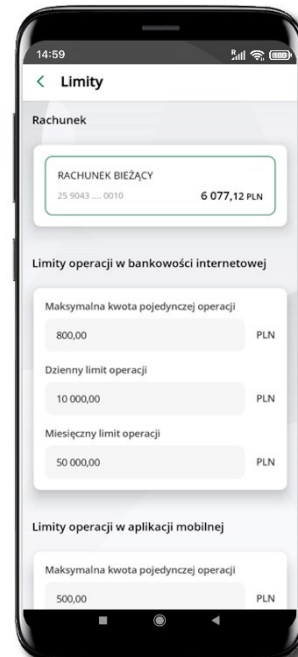 14:59
Limity
Rachunek
RACHUNEK BIEŻĄCY
25 9043 .... 0010 6 077,12 PLN
Limity operacji w bankowości internetowej
Maksymalna kwota pojedynczej operacji
800,00 PLN
Dzienny limit operacji
10 000,00 PLN
Miesięczny limit operacji
50 000,00 PLN
Limity operacji w aplikacji mobilnej
Maksymalna kwota pojedynczej operacji
500,00 PLN